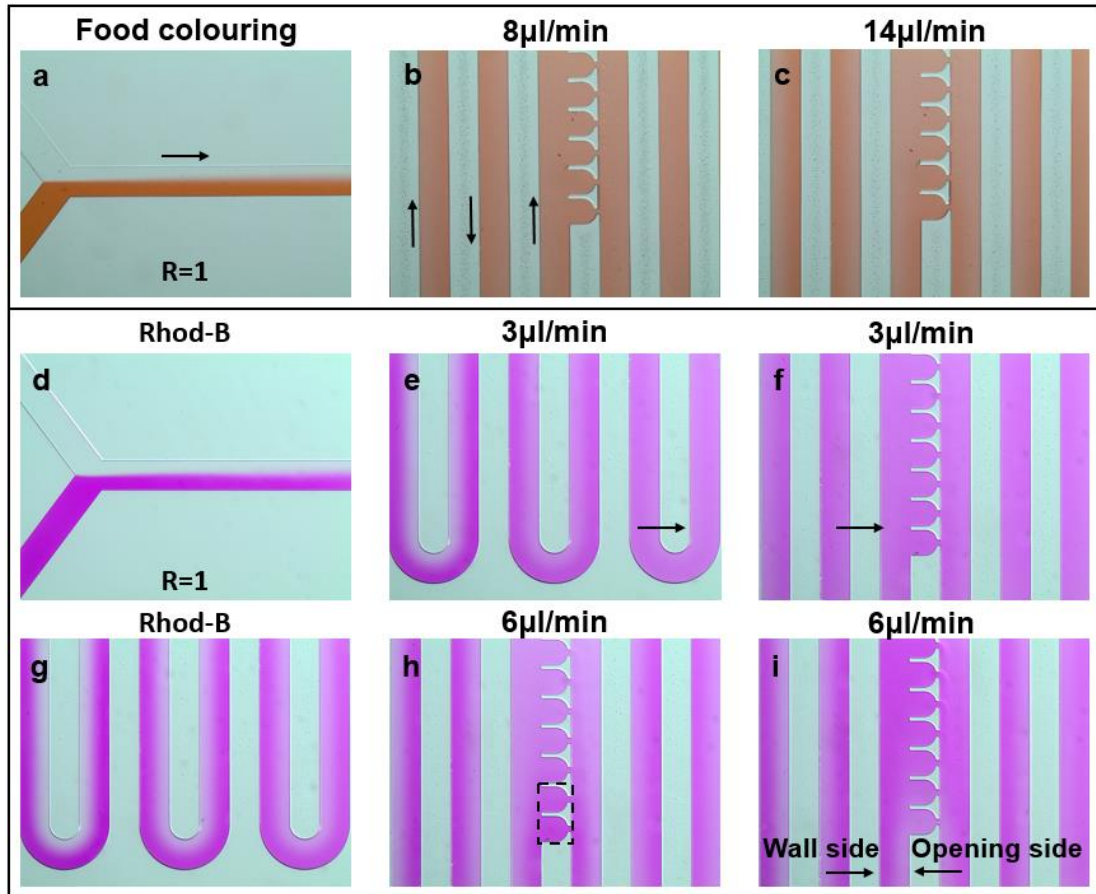 Food colouring
8µl/min
14µl/min
a
b
c
R=1
Rhod-B
3µl/min
3µl/min
d
e
f
R=1
Rhod-B
6µl/min
6µl/min
g
h
i
Wall side
Opening side